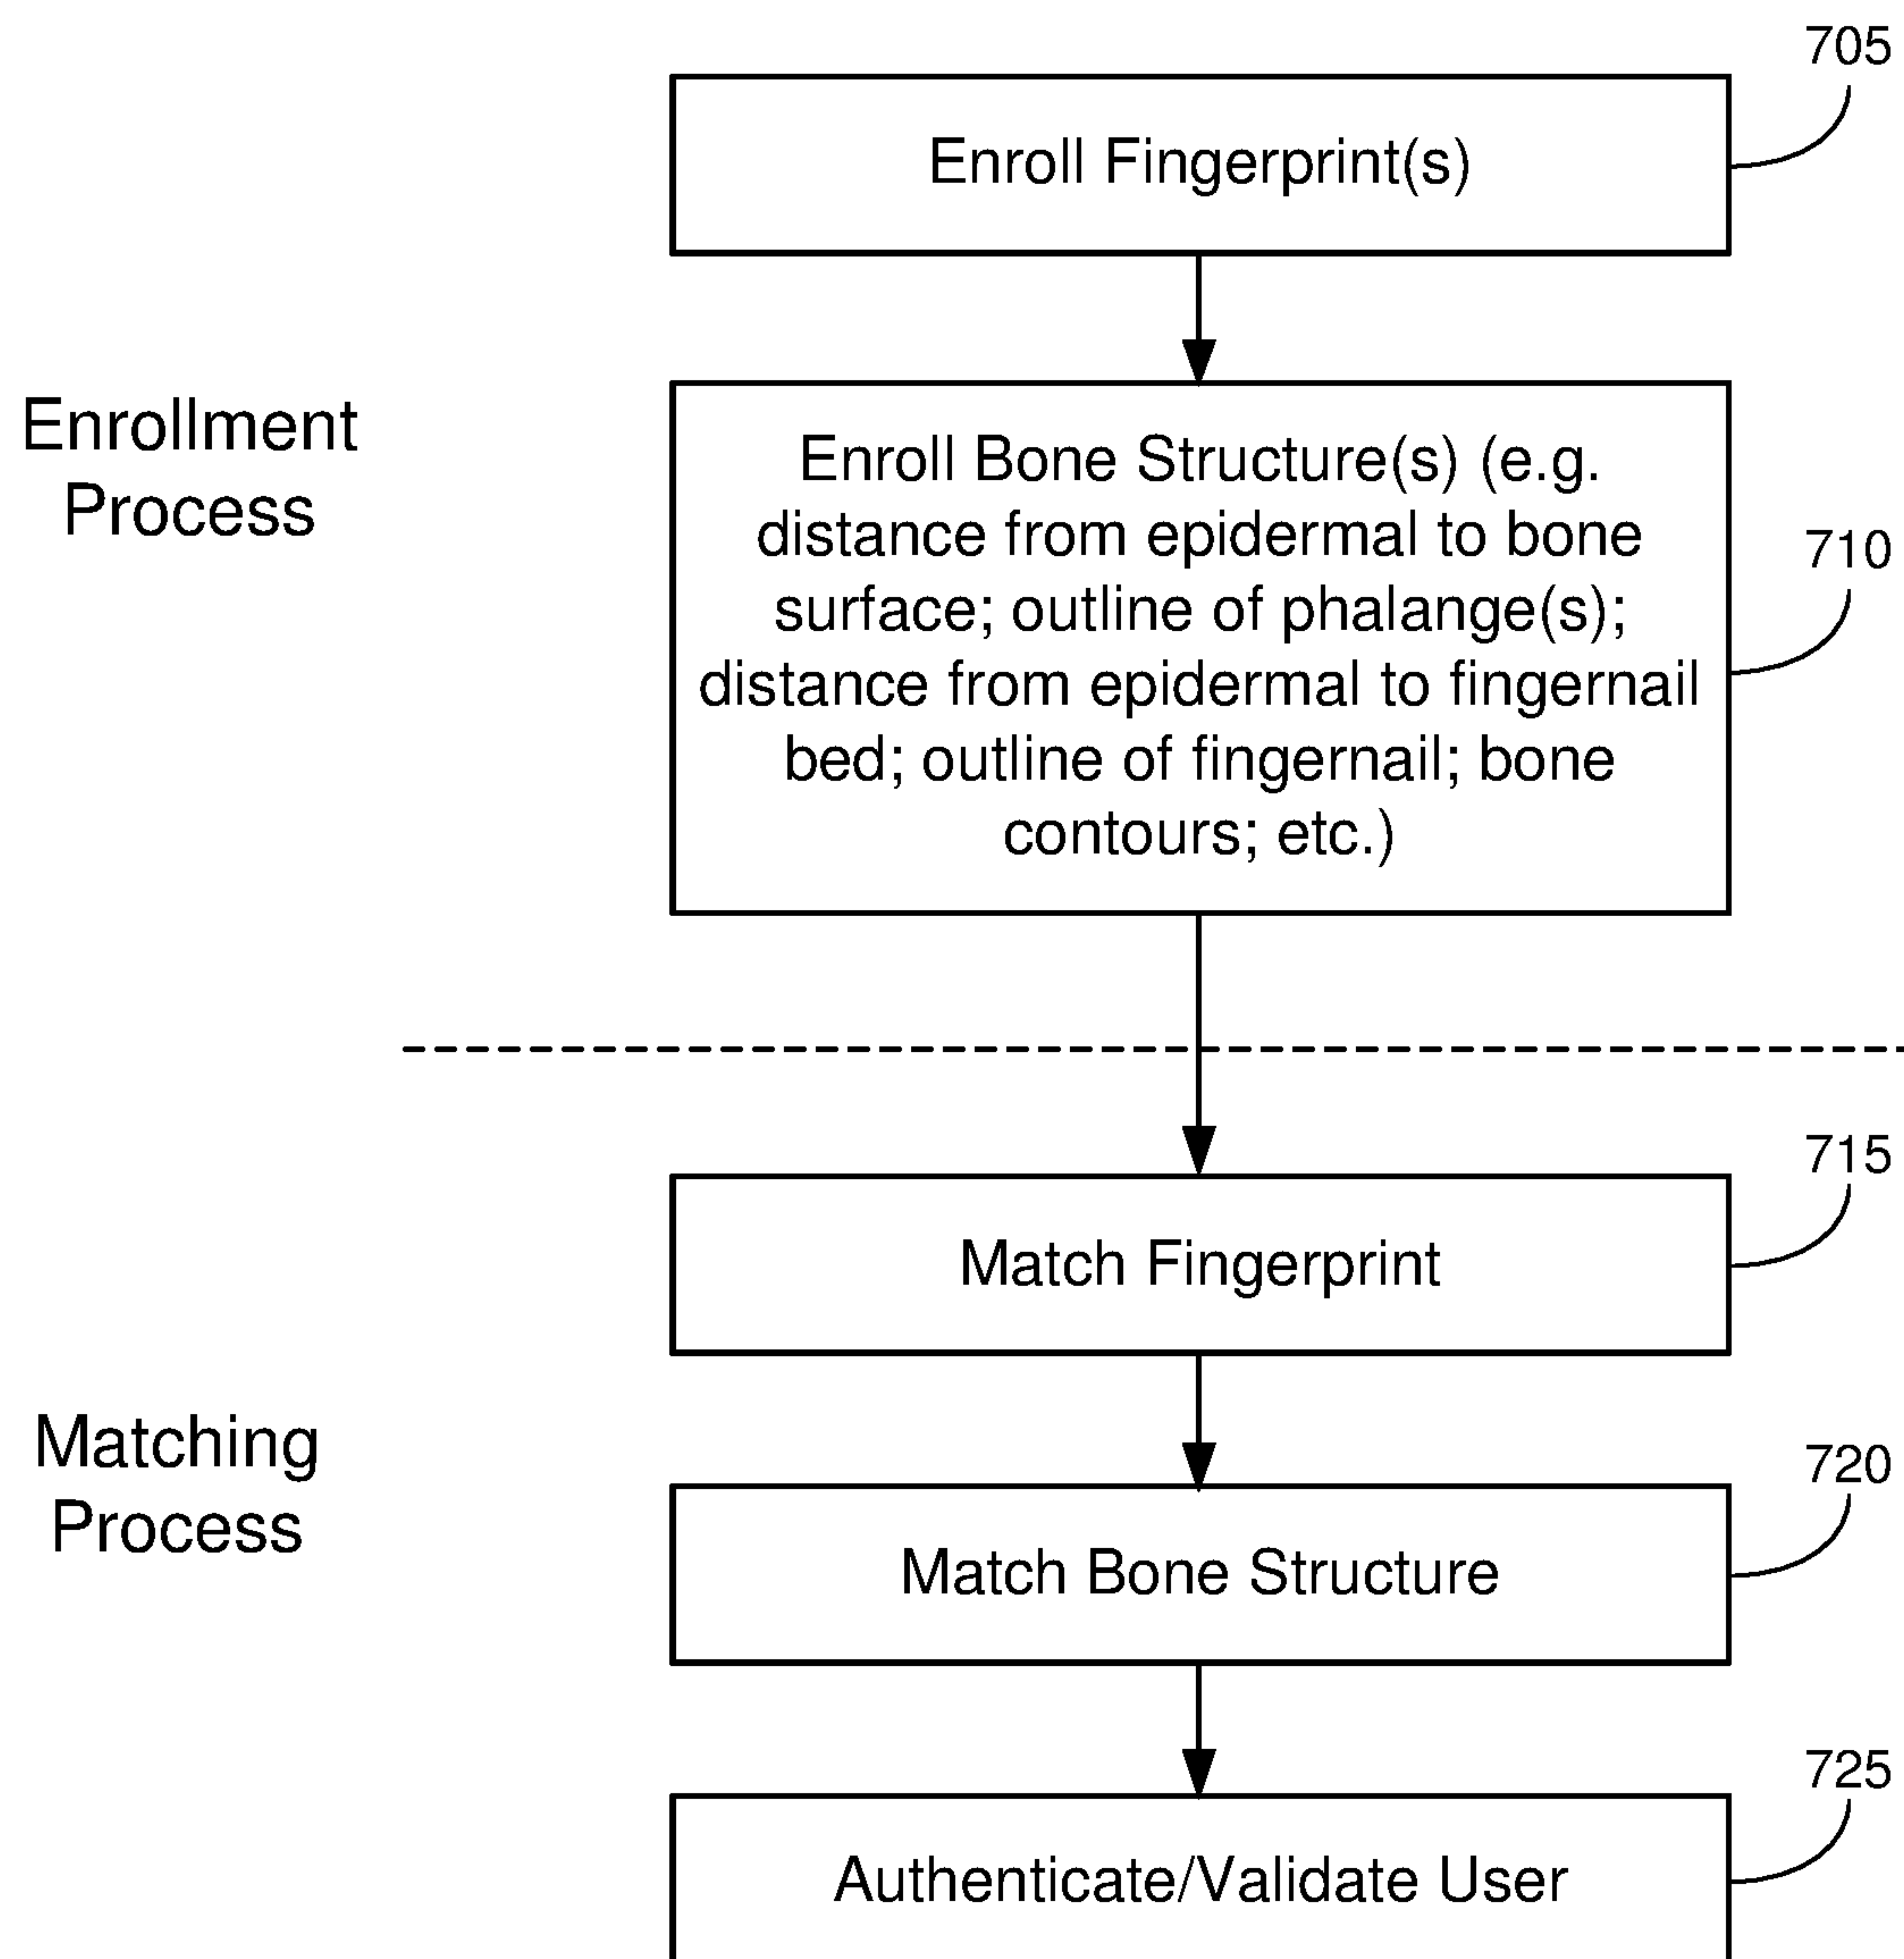 705
Enroll Fingerprint(s)
Enrollment
Process
Enroll Bone Structure(s) (e.g.
distance from epidermal to bone
surface; outline of phalange(s);
distance from epidermal to fingernail
bed; outline of fingernail; bone
contours; etc.)
710
715
Match Fingerprint
Matching
Process
720
Match Bone Structure
725
Authenticate/Validate User